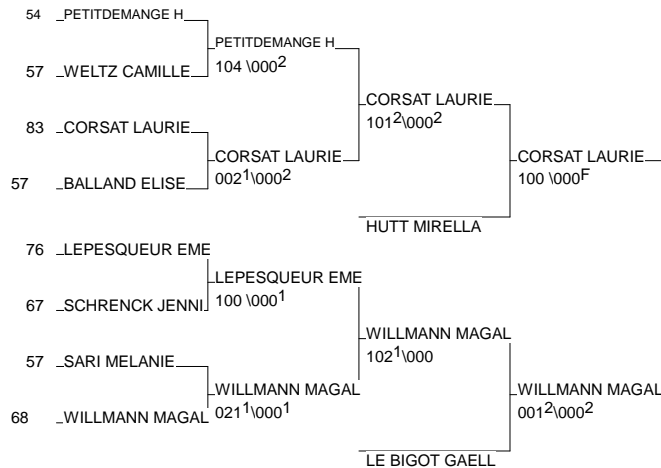 54 PETITDEMANGE H
PETITDEMANGE H
104 \000²
57 WELTZ CAMILLE
CORSAT LAURIE
101²\000²
83 CORSAT LAURIE
CORSAT LAURIE
002¹\000²
CORSAT LAURIE
100 \000F
57 BALLAND ELISE
HUTT MIRELLA
76 LEPESQUEUR EME
LEPESQUEUR EME
100 \000¹
67 SCHRENCK JENNI
WILLMANN MAGAL
102¹\000
57 SARI MELANIE
WILLMANN MAGAL
021¹\000¹
WILLMANN MAGAL
001²\000²
68 WILLMANN MAGAL
LE BIGOT GAELL